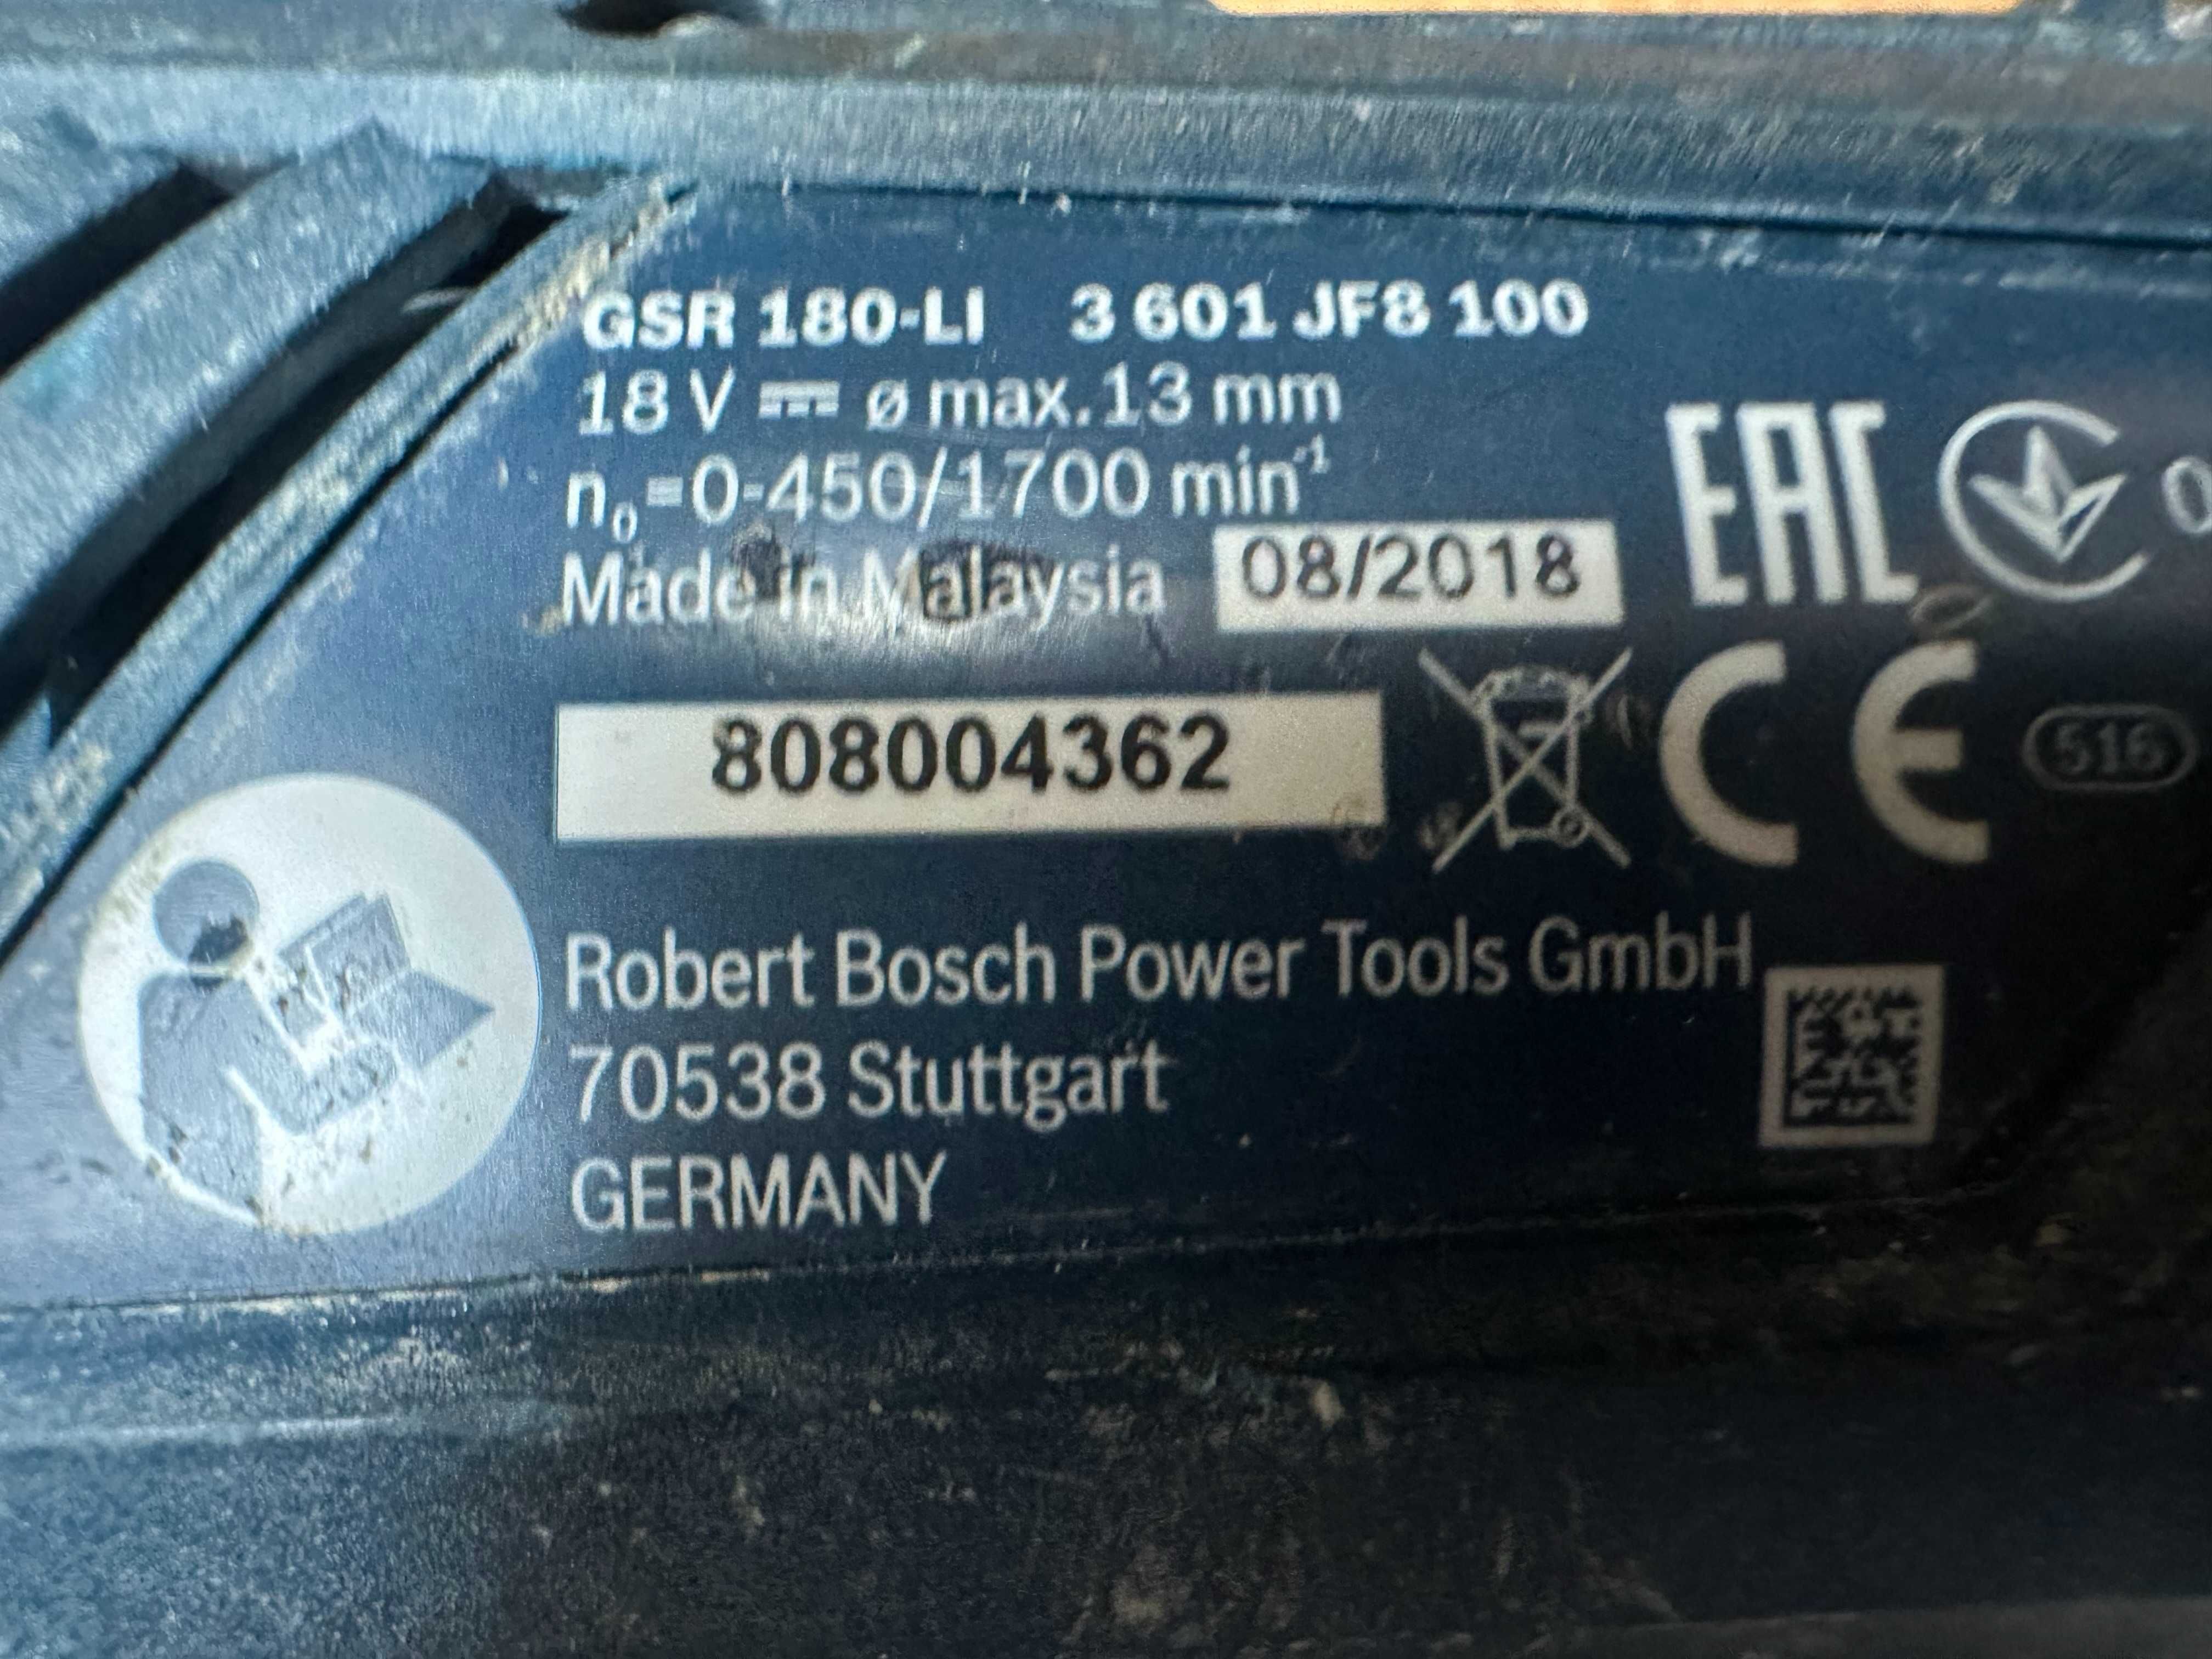 GSR 180-LI 3 601 JF8 100
18 V ⎓ ø max.13 mm
n₀=0-450/1700 min⁻¹
Made in Malaysia 08/2018
EAC
808004362
CE
516
Robert Bosch Power Tools GmbH
70538 Stuttgart
GERMANY